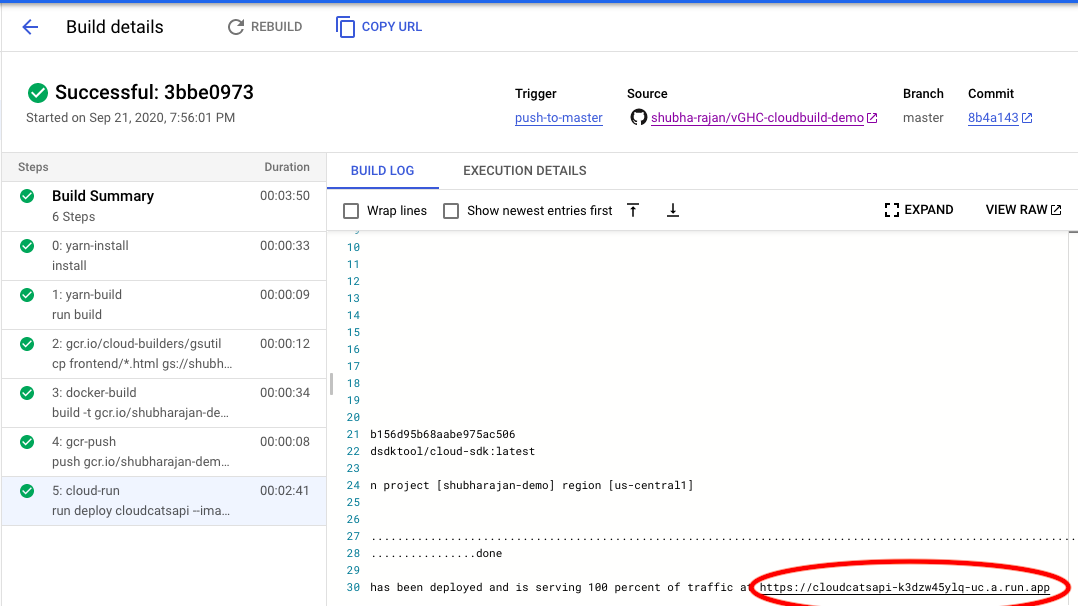 Build details REBUILD COPY URL
Successful: 3bbe0973
Started on Sep 21, 2020, 7:56:01 PM
Trigger Source Branch Commit
push-to-master shubha-rajan/vGHC-cloudbuild-demo master 8b4a143
Steps Duration
Build Summary 00:03:50
6 Steps
0: yarn-install 00:00:33
install
1: yarn-build 00:00:09
run build
2: gcr.io/cloud-builders/gsutil 00:00:12
cp frontend/*.html gs://shubh...
3: docker-build 00:00:34
build -t gcr.io/shubharajan-de...
4: gcr-push 00:00:08
push gcr.io/shubharajan-dem...
5: cloud-run 00:02:41
run deploy cloudcatsapi --ima...
BUILD LOG EXECUTION DETAILS
Wrap lines Show newest entries first EXPAND VIEW RAW
10
11
12
13
14
15
16
17
18
19
20
21 b156d95b68aabe975ac506
22 dsdktool/cloud-sdk:latest
23
24 n project [shubharajan-demo] region [us-central1]
25
26
27 ...........................................................................................................
28 ................done
29
30 has been deployed and is serving 100 percent of traffic at https://cloudcatsapi-k3dzw45ylq-uc.a.run.app